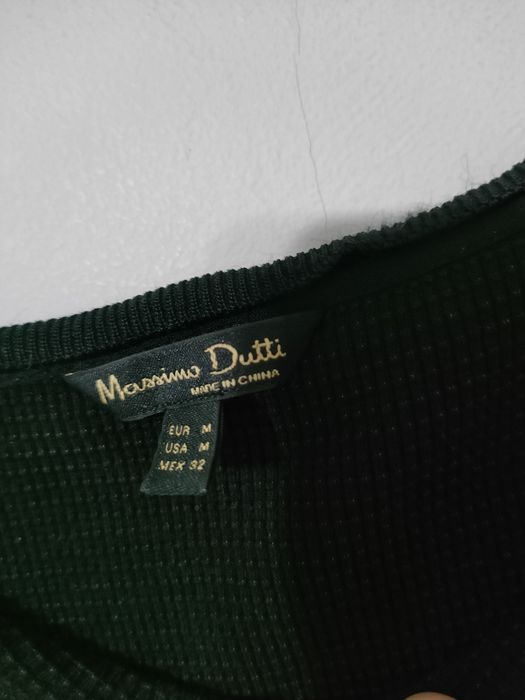 Massimo Dutti
MADE IN CHINA
EUR M
USA M
MEX 32